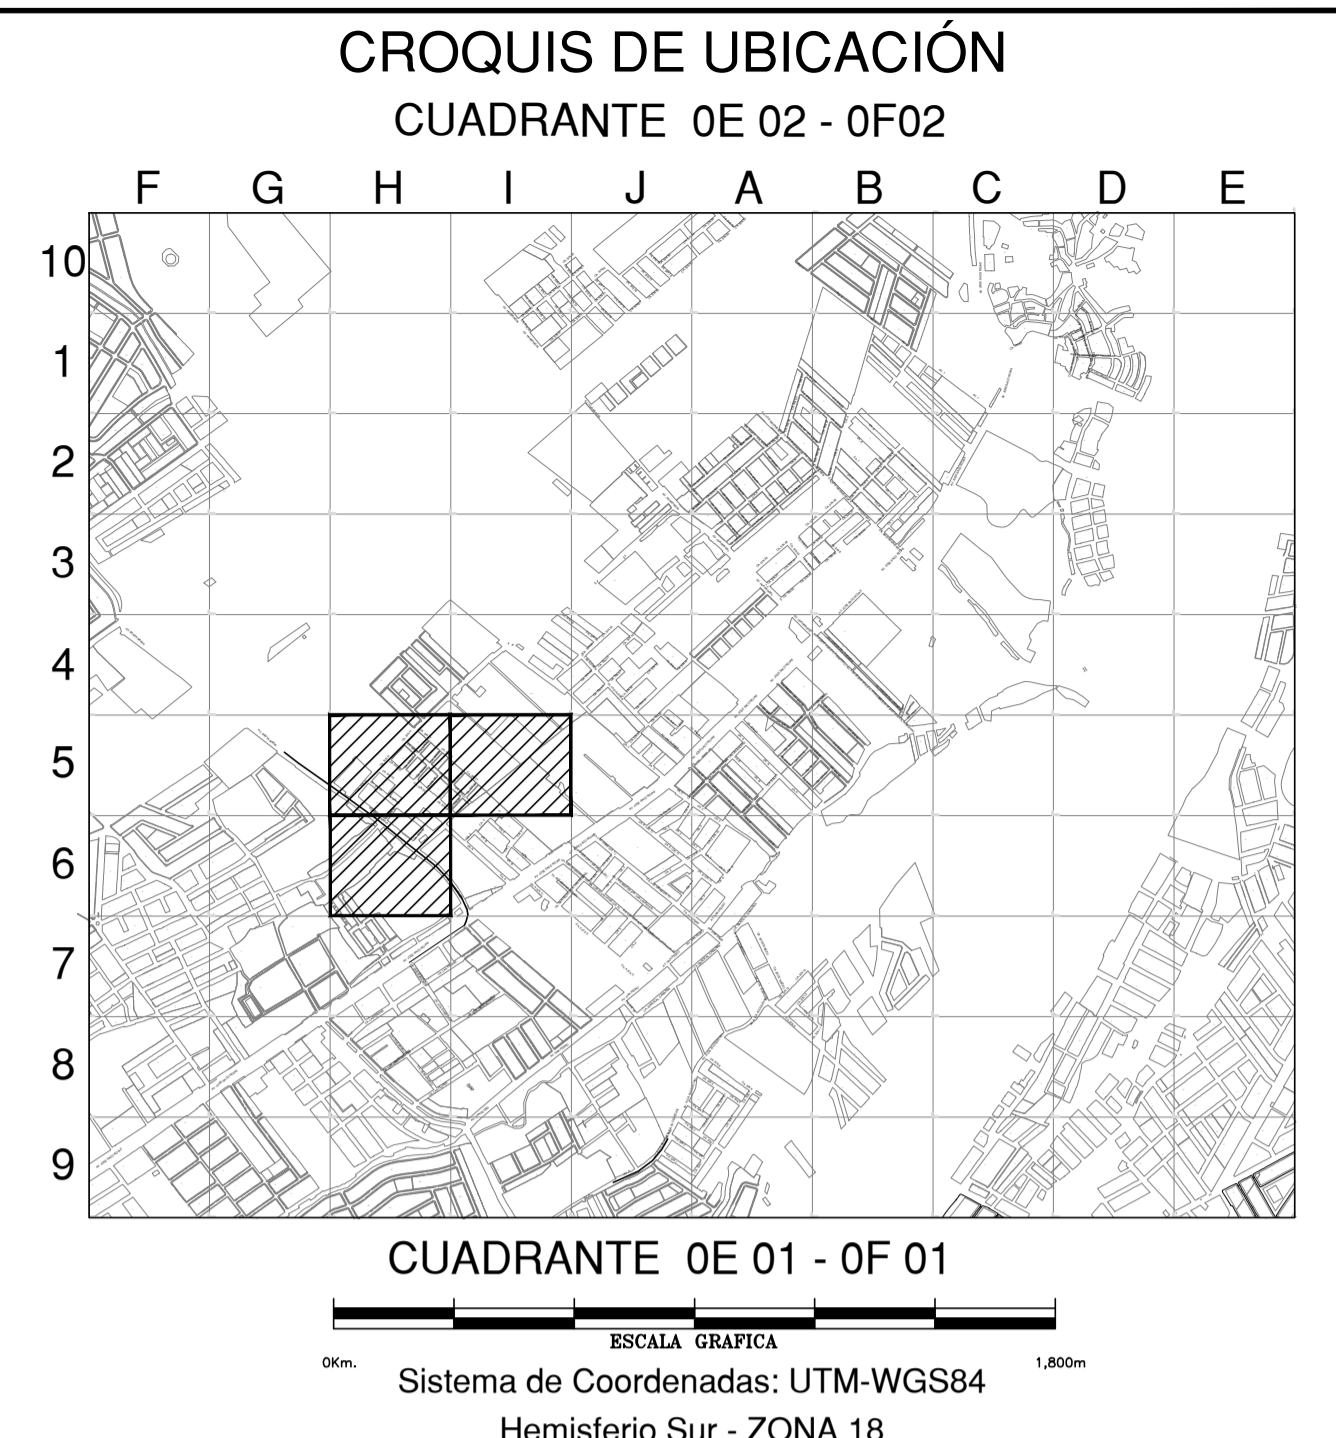 CROQUIS DE UBICACIÓN
CUADRANTE 0E 02 - 0F02
F G H I J A B C D E
10
1
2
3
4
5
6
7
8
9
CUADRANTE 0E 01 - 0F 01
ESCALA GRAFICA
0Km. 1,800m
Sistema de Coordenadas: UTM-WGS84
Hemisferio Sur - ZONA 18